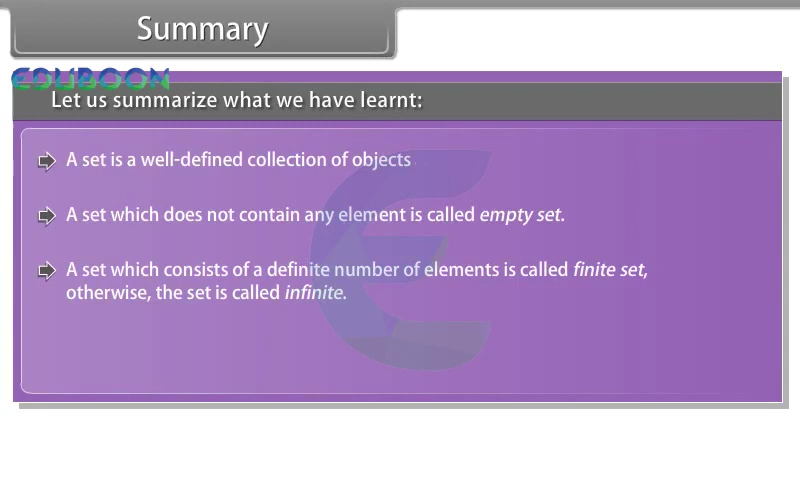 Summary
EDUBOON
Let us summarize what we have learnt:
A set is a well-defined collection of objects
A set which does not contain any element is called empty set.
A set which consists of a definite number of elements is called finite set,
otherwise, the set is called infinite.